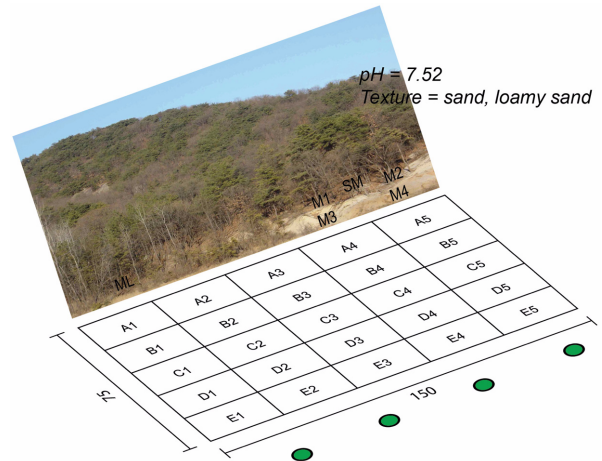 pH = 7.52
Texture = sand, loamy sand
M1 SM M2
M3 M4
ML
A1 A2 A3 A4 A5
B1 B2 B3 B4 B5
C1 C2 C3 C4 C5
D1 D2 D3 D4 D5
E1 E2 E3 E4 E5
75
150